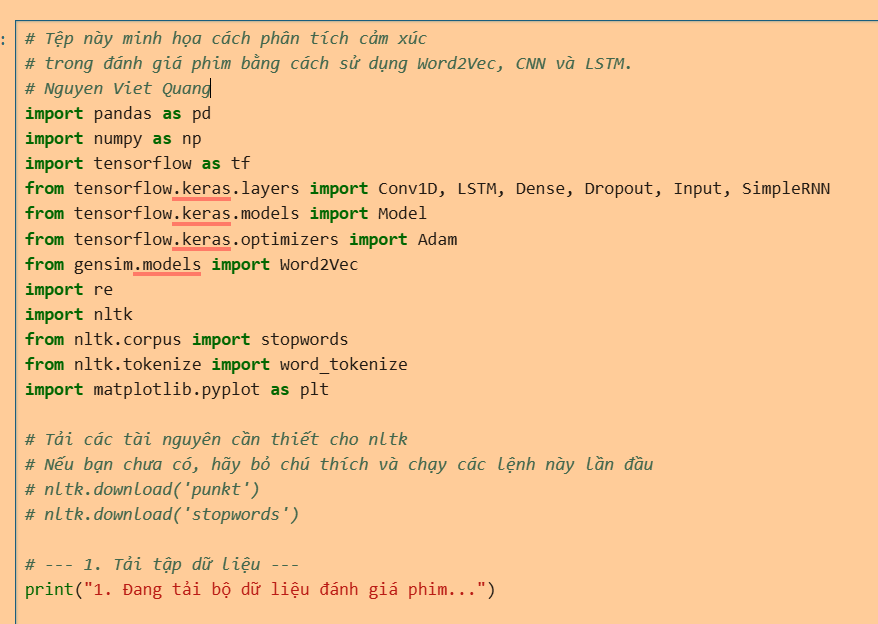 :
# Tệp này minh họa cách phân tích cảm xúc
# trong đánh giá phim bằng cách sử dụng Word2Vec, CNN và LSTM.
# Nguyen Viet Quang
import pandas as pd
import numpy as np
import tensorflow as tf
from tensorflow.keras.layers import Conv1D, LSTM, Dense, Dropout, Input, SimpleRNN
from tensorflow.keras.models import Model
from tensorflow.keras.optimizers import Adam
from gensim.models import Word2Vec
import re
import nltk
from nltk.corpus import stopwords
from nltk.tokenize import word_tokenize
import matplotlib.pyplot as plt
# Tải các tài nguyên cần thiết cho nltk
# Nếu bạn chưa có, hãy bỏ chú thích và chạy các lệnh này lần đầu
# nltk.download('punkt')
# nltk.download('stopwords')
# --- 1. Tải tập dữ liệu ---
print("1. Đang tải bộ dữ liệu đánh giá phim...")